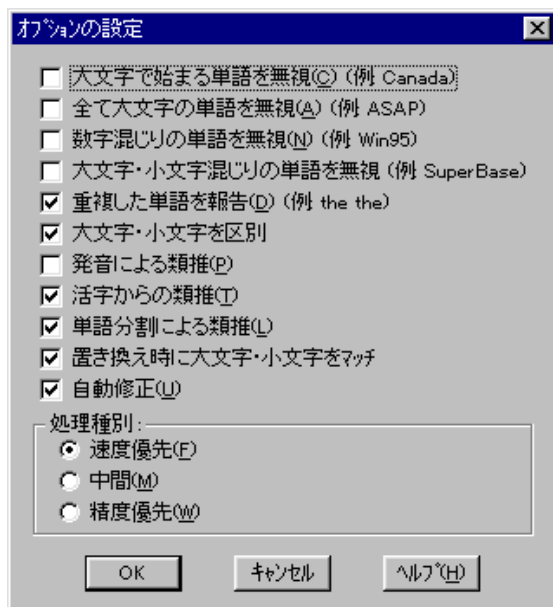 ｵﾌﾟｼｮﾝの設定
大文字で始まる単語を無視(C) (例 Canada)
全て大文字の単語を無視(A) (例 ASAP)
数字混じりの単語を無視(N) (例 Win95)
大文字・小文字混じりの単語を無視 (例 SuperBase)
重複した単語を報告(D) (例 the the)
大文字・小文字を区別
発音による類推(P)
活字からの類推(T)
単語分割による類推(L)
置き換え時に大文字・小文字をﾏｯﾁ
自動修正(U)
処理種別:
速度優先(F)
中間(M)
精度優先(W)
OK ｷｬﾝｾﾙ ﾍﾙﾌﾟ(H)